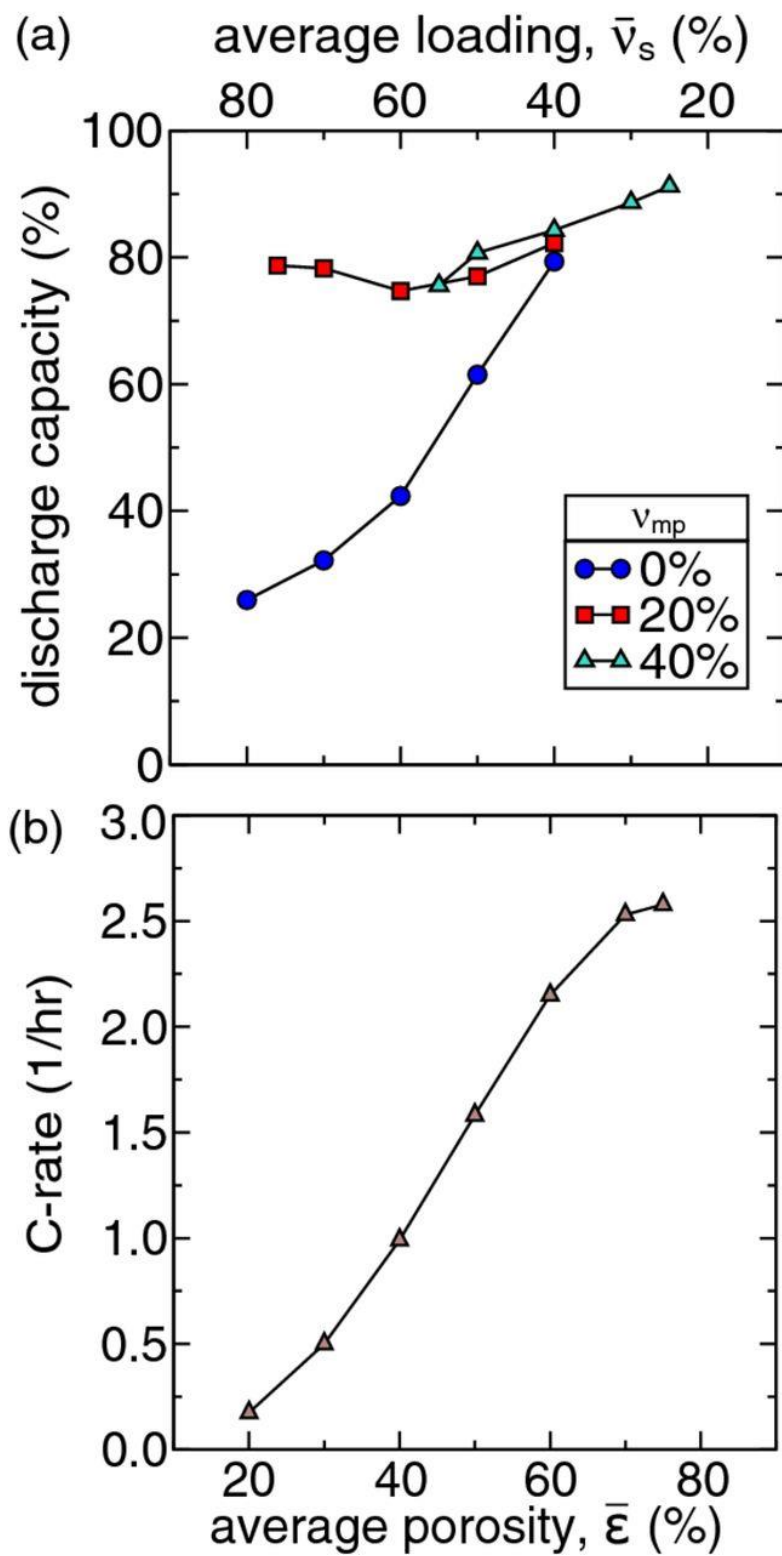 (a) average loading, ν̄s (%)
80 60 40 20
100
80
60
40
20
0
discharge capacity (%)
νmp
0%
20%
40%
(b)
3.0
2.5
2.0
1.5
1.0
0.5
0.0
C-rate (1/hr)
20 40 60 80
average porosity, ε̄ (%)